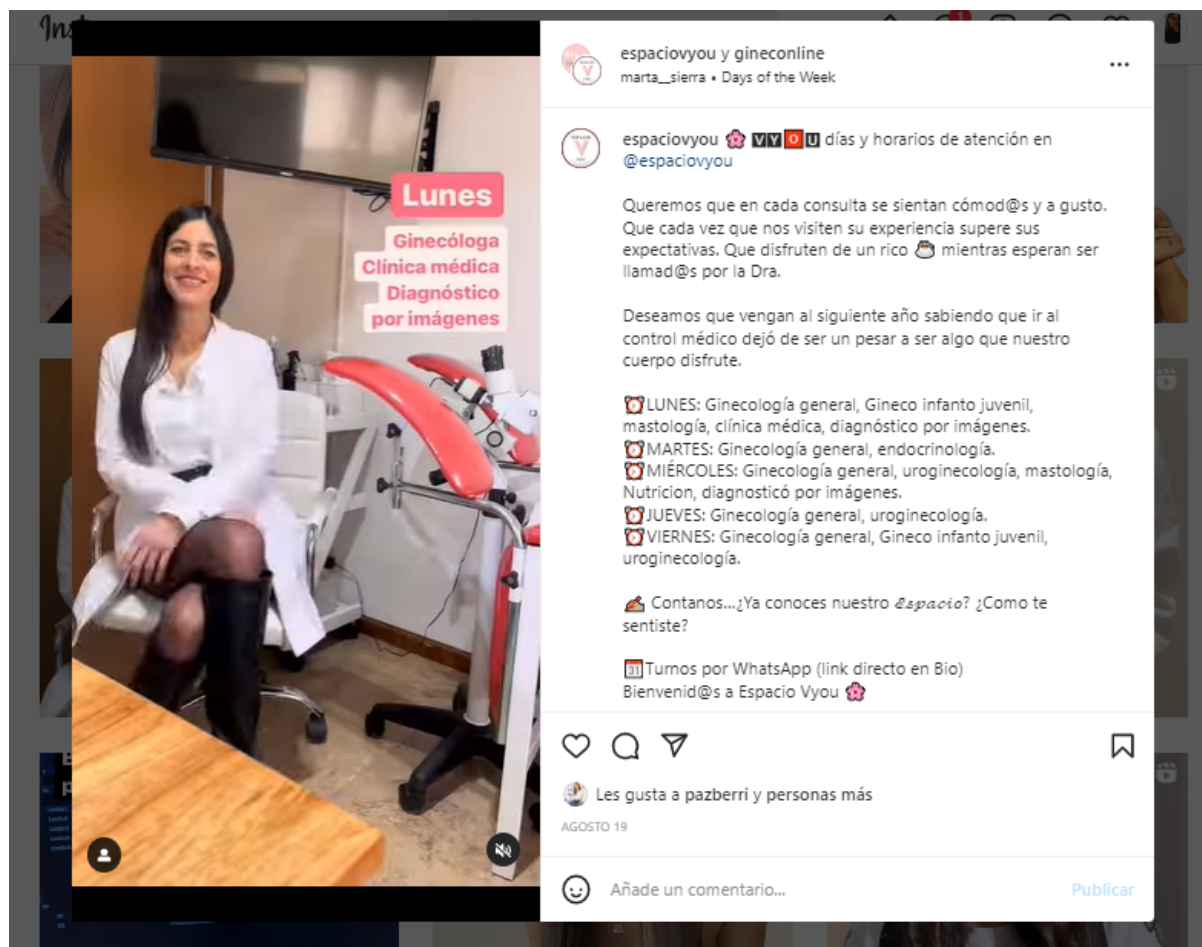 Lunes
Ginecóloga
Clínica médica
Diagnóstico
por imágenes
espaciovyou y gineconline
marta__sierra • Days of the Week
espaciovyou 🌸 🆅🆈🅾️🆄 días y horarios de atención en
@espaciovyou
Queremos que en cada consulta se sientan cómod@s y a gusto.
Que cada vez que nos visiten su experiencia supere sus
expectativas. Que disfruten de un rico ☕ mientras esperan ser
llamad@s por la Dra.
Deseamos que vengan al siguiente año sabiendo que ir al
control médico dejó de ser un pesar a ser algo que nuestro
cuerpo disfrute.
⏰LUNES: Ginecología general, Gineco infanto juvenil,
mastología, clínica médica, diagnóstico por imágenes.
⏰MARTES: Ginecología general, endocrinología.
⏰MIÉRCOLES: Ginecología general, uroginecología, mastología,
Nutricion, diagnosticó por imágenes.
⏰JUEVES: Ginecología general, uroginecología.
⏰VIERNES: Ginecología general, Gineco infanto juvenil,
uroginecología.
✍🏽 Contanos...¿Ya conoces nuestro 𝓔𝓼𝓹𝓪𝓬𝓲𝓸? ¿Como te
sentiste?
📅Turnos por WhatsApp (link directo en Bio)
Bienvenid@s a Espacio Vyou 🌸
Les gusta a pazberri y personas más
AGOSTO 19
Añade un comentario...
Publicar